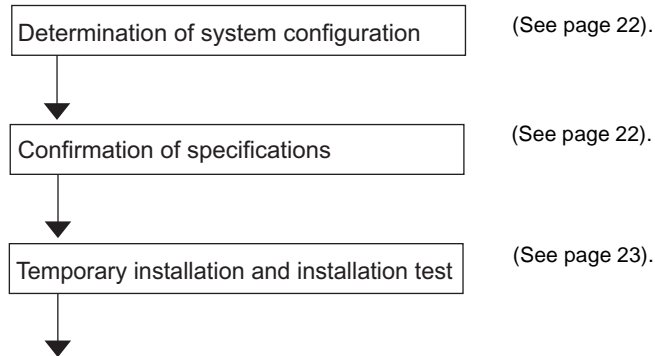 Determination of system configuration (See page 22).
Confirmation of specifications (See page 22).
Temporary installation and installation test (See page 23).